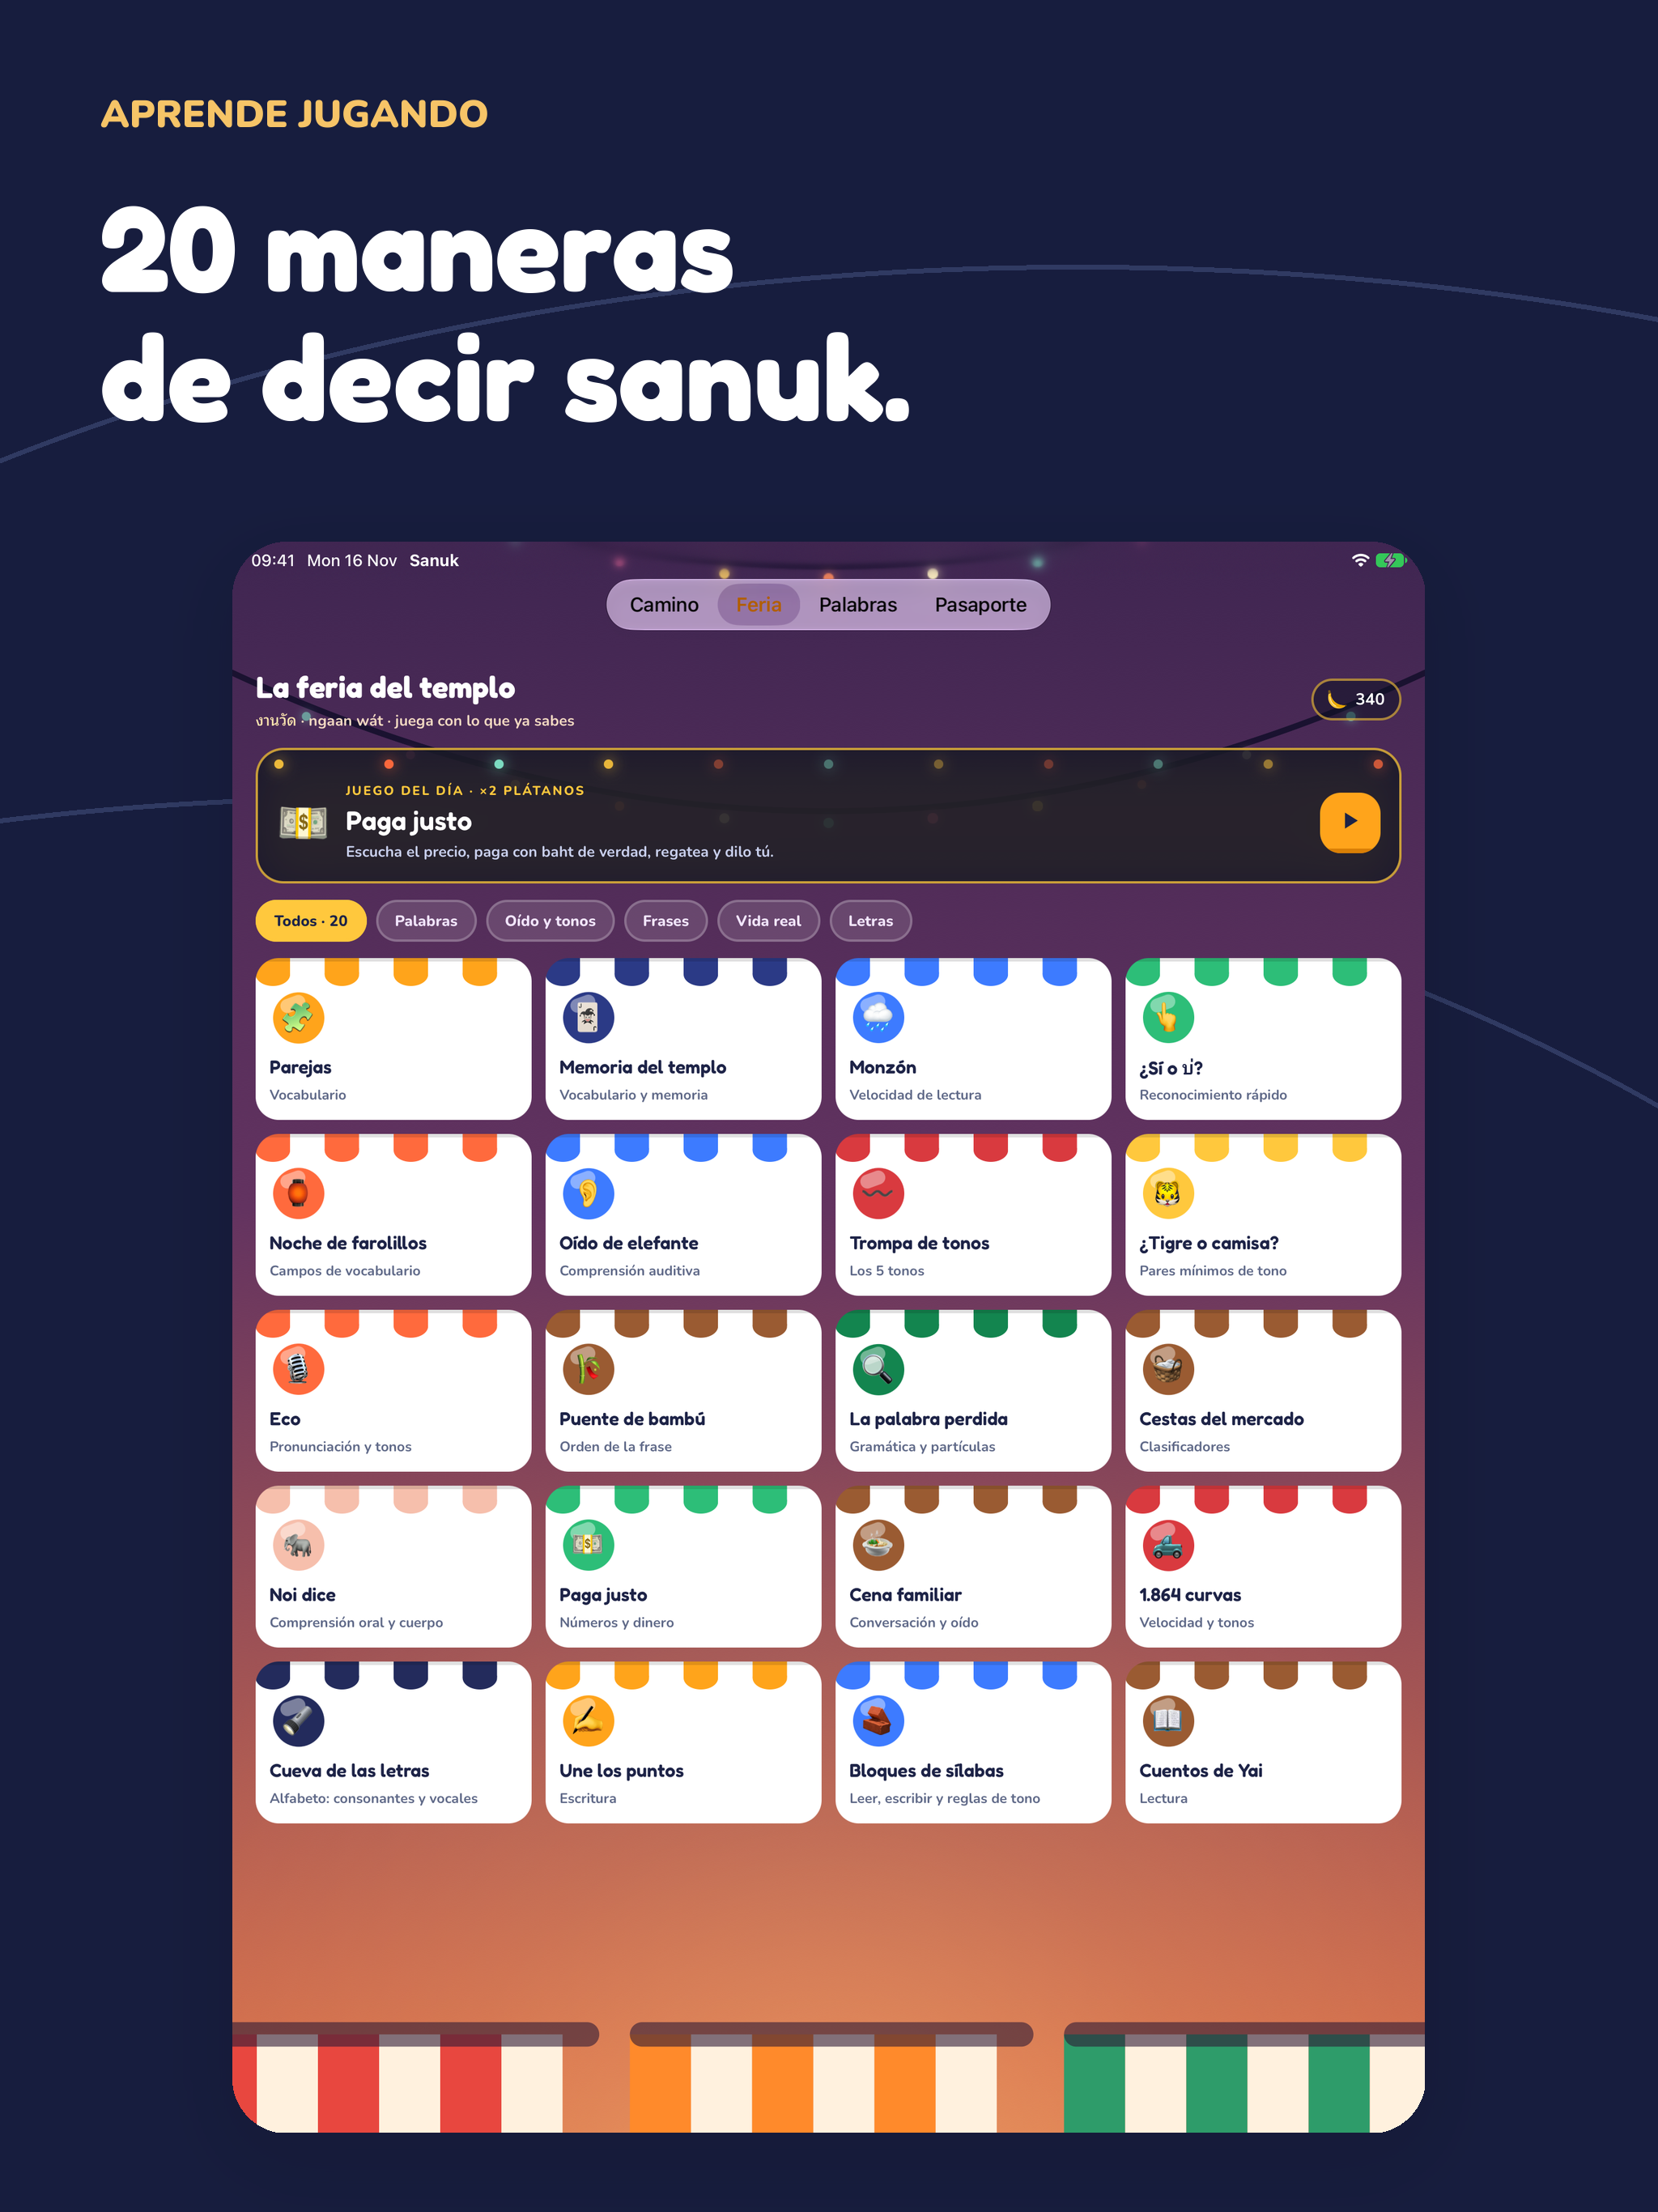 APRENDE JUGANDO
20 maneras
de decir sanuk.
09:41 Mon 16 Nov Sanuk
Camino Feria Palabras Pasaporte
La feria del templo
340
งานวัด · ngaan wát · juega con lo que ya sabes
JUEGO DEL DÍA · ×2 PLÁTANOS
Paga justo
Escucha el precio, paga con baht de verdad, regatea y dilo tú.
Todos · 20 Palabras Oído y tonos Frases Vida real Letras
Parejas
Vocabulario
Memoria del templo
Vocabulario y memoria
Monzón
Velocidad de lectura
¿Sí o บ่?
Reconocimiento rápido
Noche de farolillos
Campos de vocabulario
Oído de elefante
Comprensión auditiva
Trompa de tonos
Los 5 tonos
¿Tigre o camisa?
Pares mínimos de tono
Eco
Pronunciación y tonos
Puente de bambú
Orden de la frase
La palabra perdida
Gramática y partículas
Cestas del mercado
Clasificadores
Noi dice
Comprensión oral y cuerpo
Paga justo
Números y dinero
Cena familiar
Conversación y oído
1.864 curvas
Velocidad y tonos
Cueva de las letras
Alfabeto: consonantes y vocales
Une los puntos
Escritura
Bloques de sílabas
Leer, escribir y reglas de tono
Cuentos de Yai
Lectura